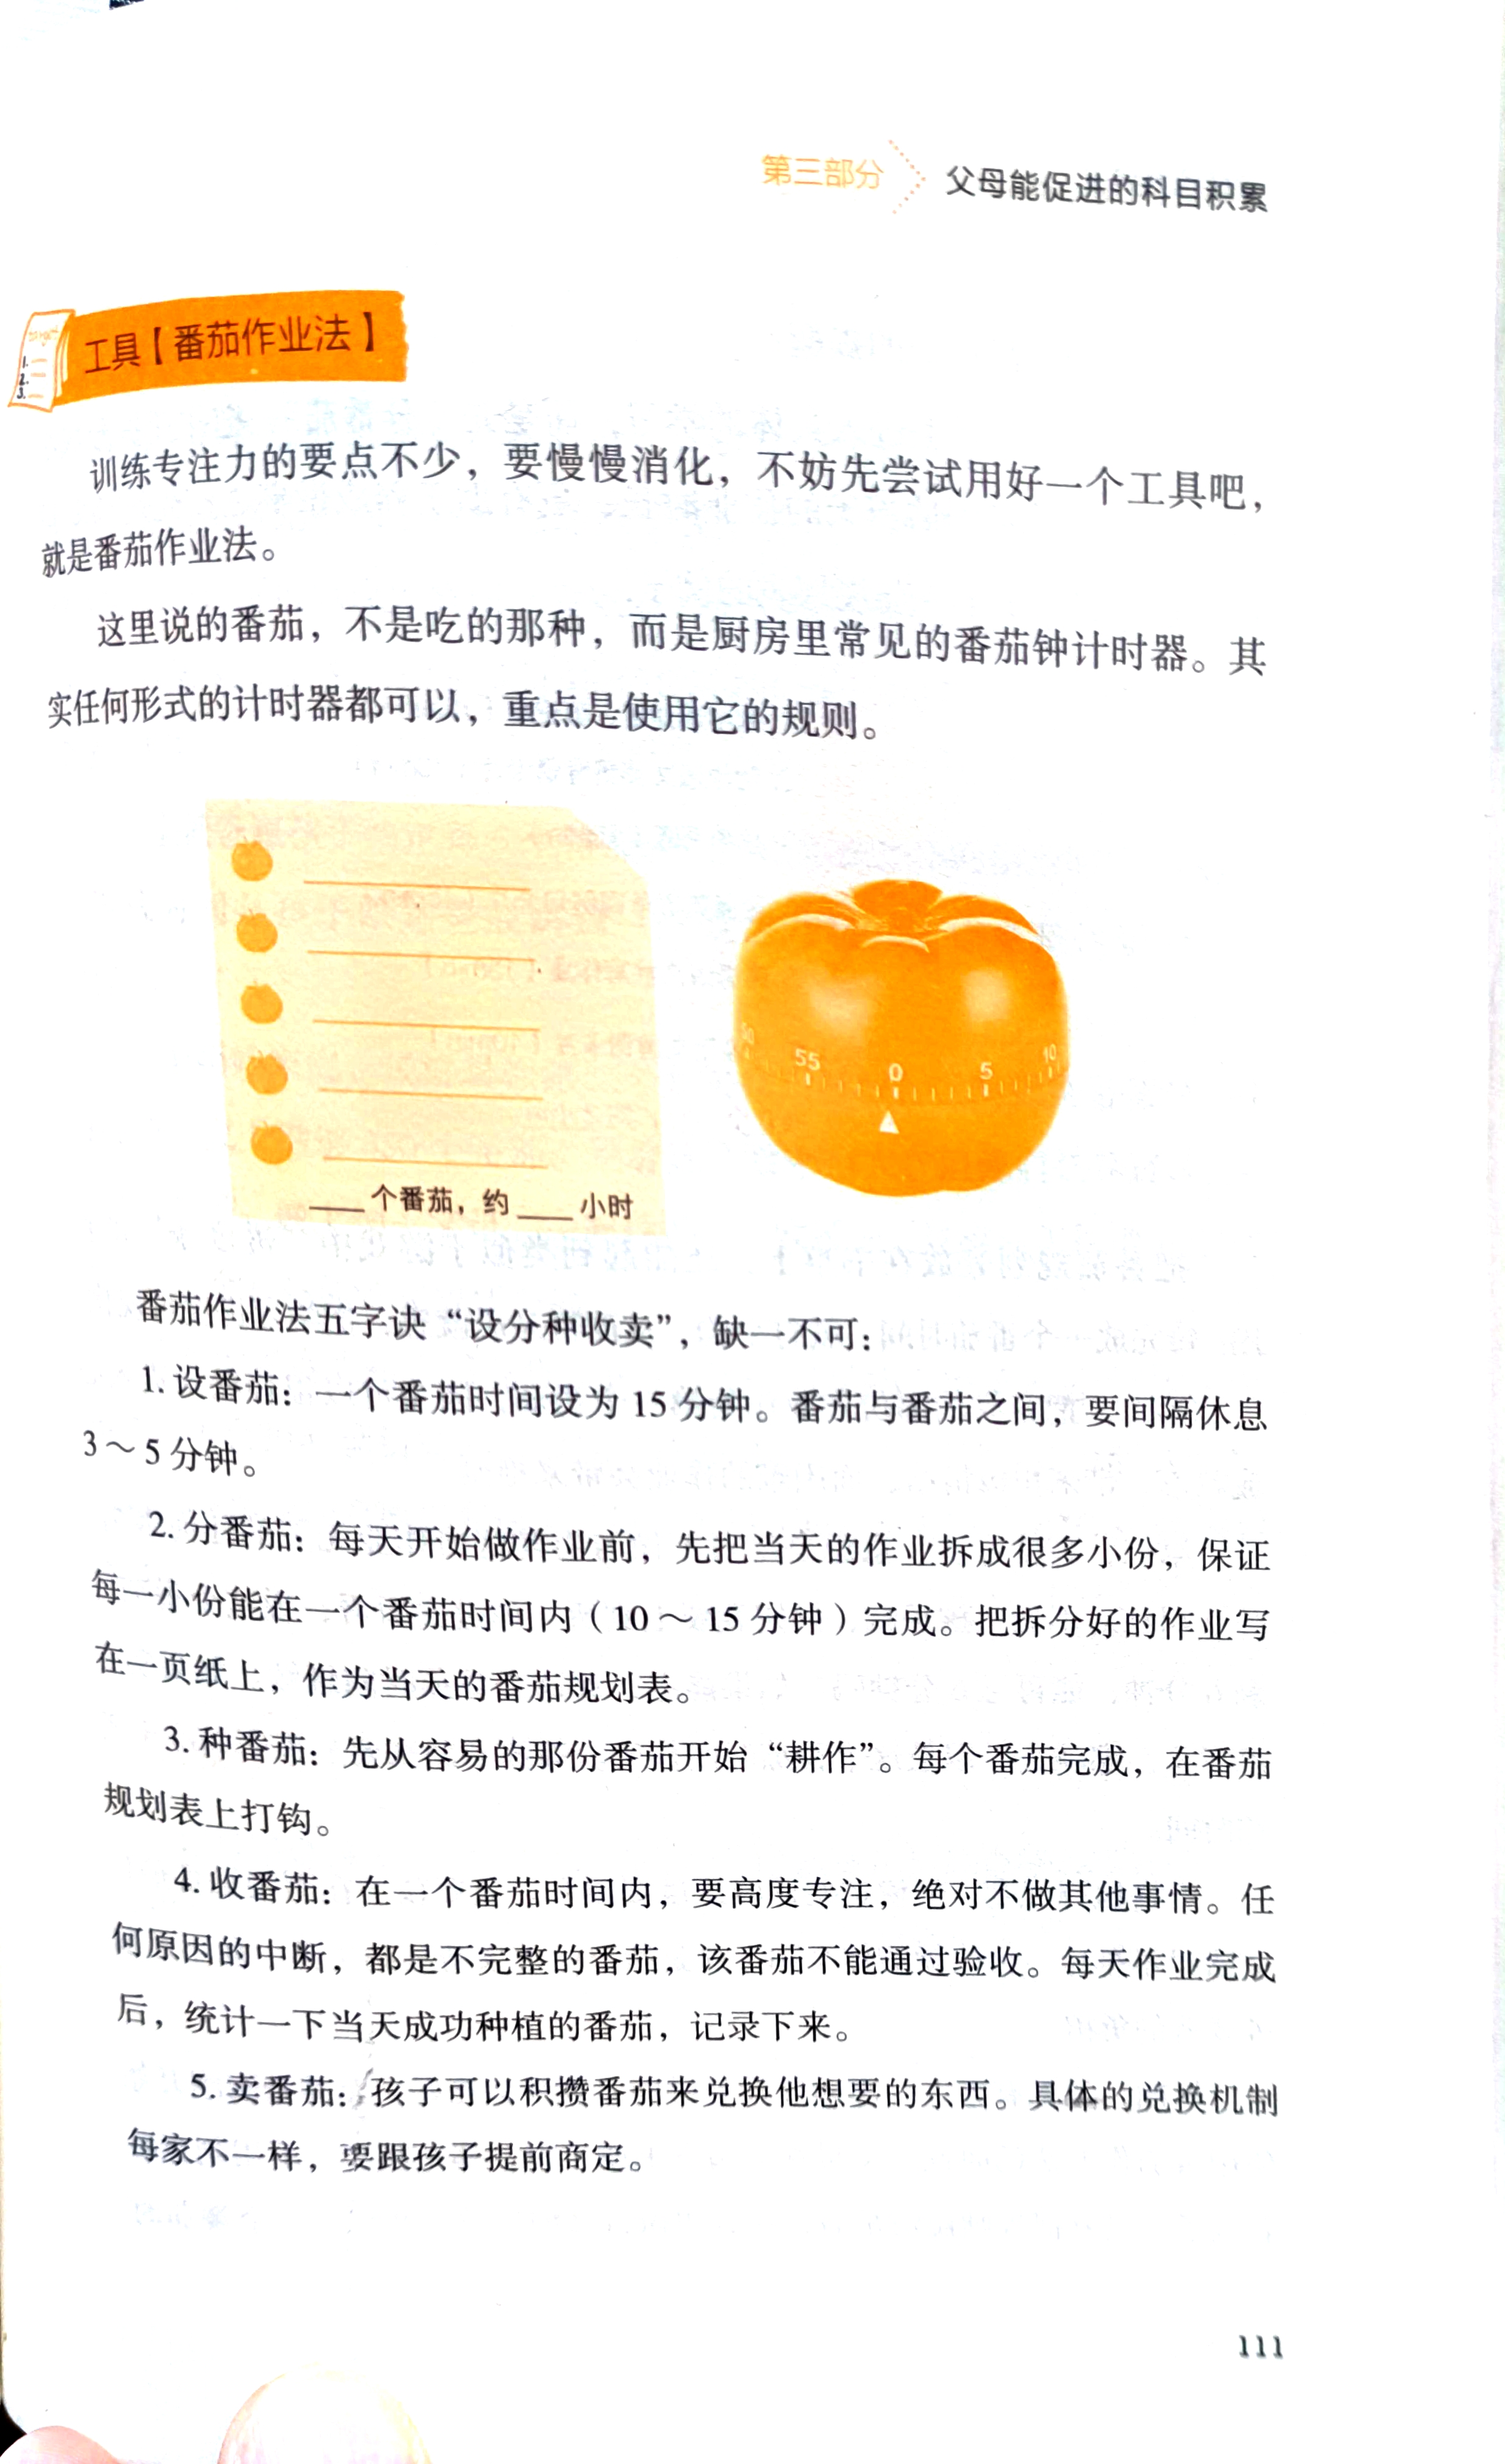 第三部分 父母能促进的科目积累
1.
2.
3.
工具【番茄作业法】
训练专注力的要点不少，要慢慢消化，不妨先尝试用好一个工具吧，
就是番茄作业法。
这里说的番茄，不是吃的那种，而是厨房里常见的番茄钟计时器。其
实任何形式的计时器都可以，重点是使用它的规则。
____个番茄，约____小时
50 55 0 5 10
番茄作业法五字诀“设分种收卖”，缺一不可：
1. 设番茄：一个番茄时间设为 15 分钟。番茄与番茄之间，要间隔休息
3～5 分钟。
2. 分番茄：每天开始做作业前，先把当天的作业拆成很多小份，保证
每一小份能在一个番茄时间内（10～15 分钟）完成。把拆分好的作业写
在一页纸上，作为当天的番茄规划表。
3. 种番茄：先从容易的那份番茄开始“耕作”。每个番茄完成，在番茄
规划表上打钩。
4. 收番茄：在一个番茄时间内，要高度专注，绝对不做其他事情。任
何原因的中断，都是不完整的番茄，该番茄不能通过验收。每天作业完成
后，统计一下当天成功种植的番茄，记录下来。
5. 卖番茄：孩子可以积攒番茄来兑换他想要的东西。具体的兑换机制
每家不一样，要跟孩子提前商定。
111